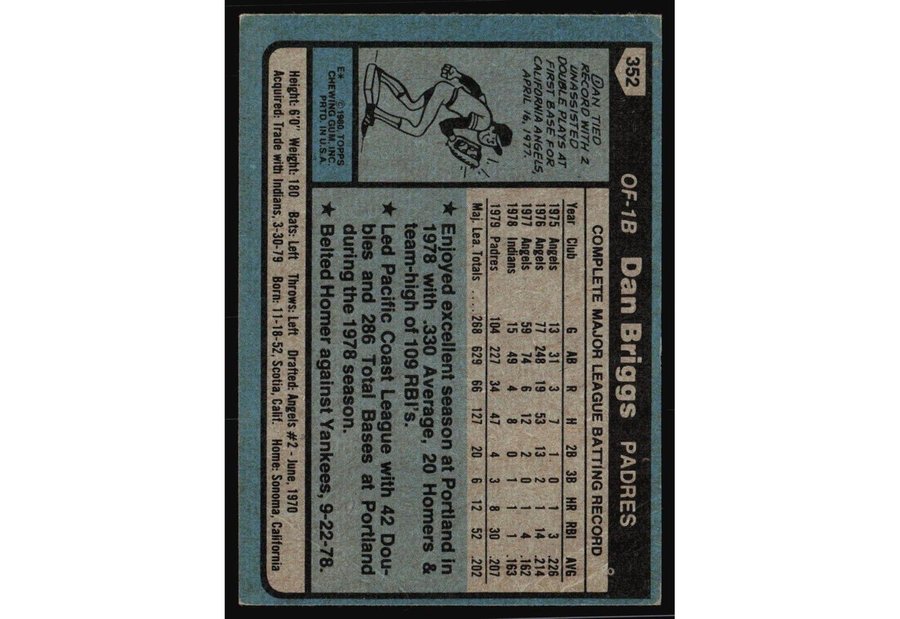 352 OF-1B Dan Briggs PADRES
DAN TIED
RECORD WITH 2
UNASSISTED
DOUBLE PLAYS AT
FIRST BASE FOR
CALIFORNIA ANGELS,
APRIL 16, 1977.
E* © 1980, TOPPS
CHEWING GUM, INC.
PRTD. IN U.S.A.
COMPLETE MAJOR LEAGUE BATTING RECORD
Year Club G AB R H 2B 3B HR RBI AVG
1975 Angels 13 31 3 7 1 0 1 3 .226
1976 Angels 77 248 19 53 13 2 1 14 .214
1977 Angels 59 74 6 12 2 0 1 4 .162
1978 Indians 15 49 4 8 0 1 1 1 .163
1979 Padres 104 227 34 47 4 3 8 30 .207
Maj. Lea. Totals .... 268 629 66 127 20 6 12 52 .202
★ Enjoyed excellent season at Portland in
1978 with .330 Average, 20 Homers &
team-high of 109 RBI's.
★ Led Pacific Coast League with 42 Dou-
bles and 286 Total Bases at Portland
during the 1978 season.
★ Belted Homer against Yankees, 9-22-78.
Height: 6'0" Weight: 180 Bats: Left Throws: Left Drafted: Angels #2 - June, 1970
Acquired: Trade with Indians, 3-30-79 Born: 11-18-52, Scotia, Calif. Home: Sonoma, California